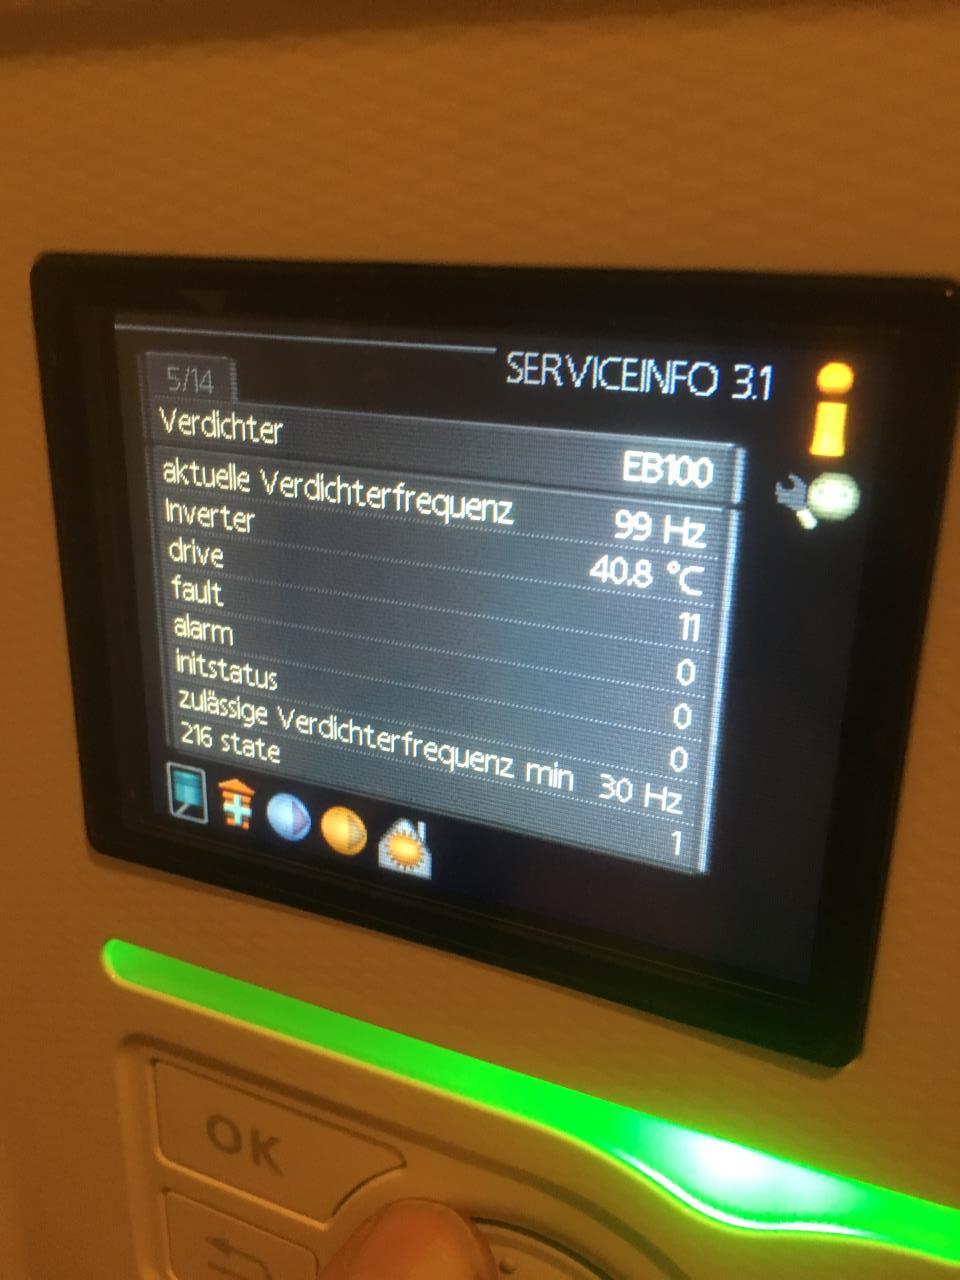 SERVICEINFO 3.1
5/14
Verdichter EB100
aktuelle Verdichterfrequenz 99 Hz
Inverter 40.8 °C
drive 11
fault 0
alarm 0
initstatus 0
zulässige Verdichterfrequenz min 30 Hz
216 state 1
OK